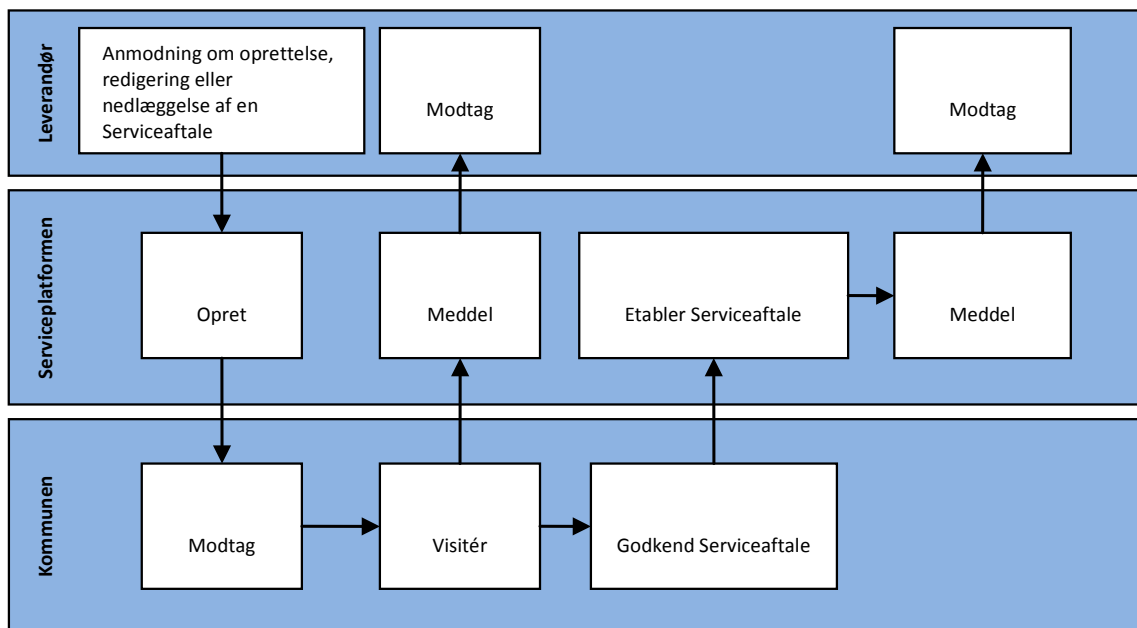 Leverandør
Anmodning om oprettelse,
redigering eller
nedlæggelse af en
Serviceaftale
Modtag
Modtag
Serviceplatformen
Opret
Meddel
Etabler Serviceaftale
Meddel
Kommunen
Modtag
Visitér
Godkend Serviceaftale